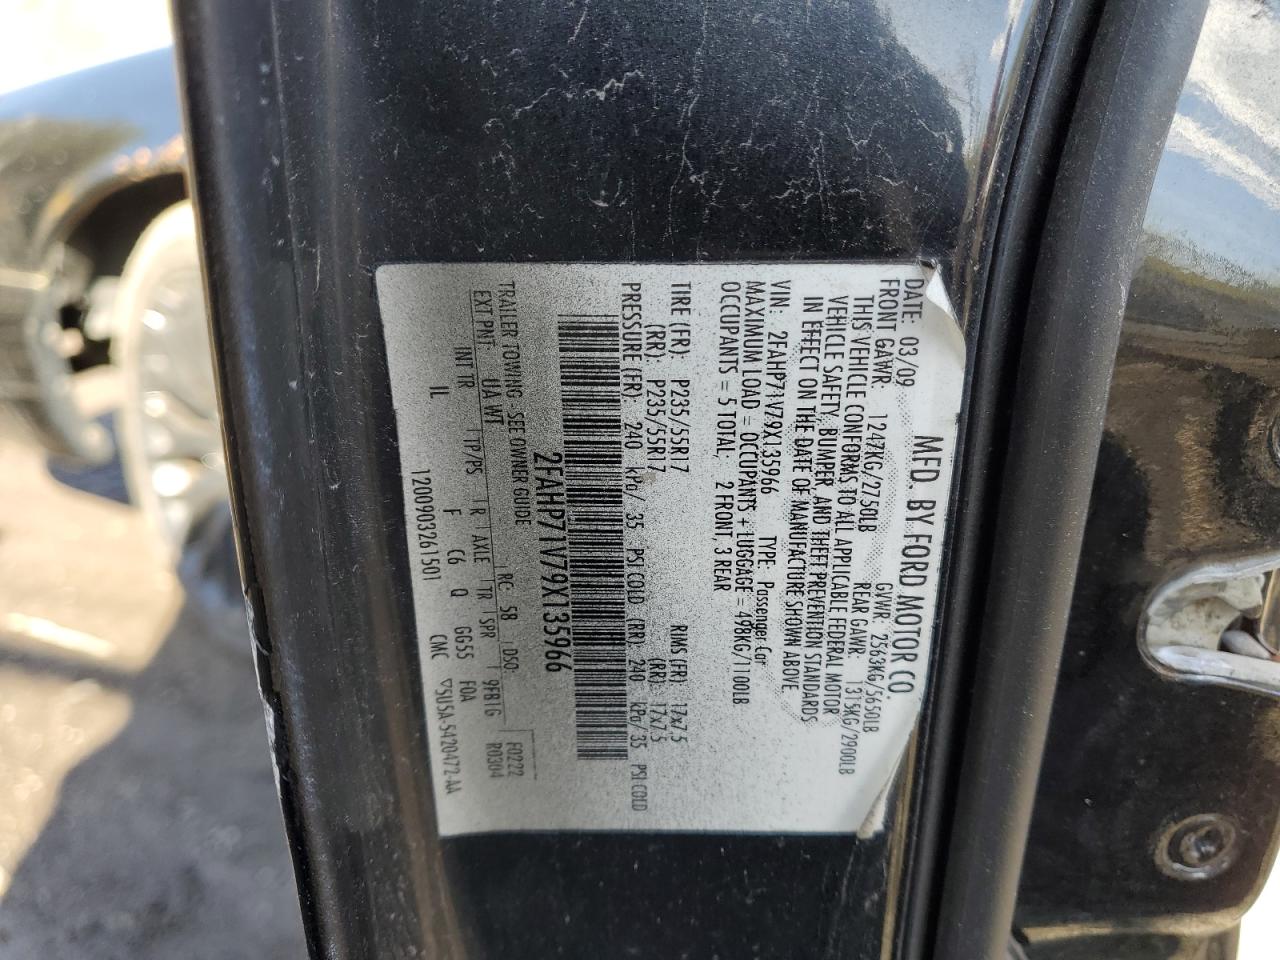 MFD. BY FORD MOTOR CO.
DATE: 03/09 GVWR: 2563KG/5650LB
FRONT GAWR: 1247KG/2750LB REAR GAWR: 1315KG/2900LB
THIS VEHICLE CONFORMS TO ALL APPLICABLE FEDERAL MOTOR
VEHICLE SAFETY, BUMPER, AND THEFT PREVENTION STANDARDS
IN EFFECT ON THE DATE OF MANUFACTURE SHOWN ABOVE.
VIN: 2FAHP71V79X135966 TYPE: Passenger Car
MAXIMUM LOAD = OCCUPANTS + LUGGAGE = 498KG/1100LB
OCCUPANTS = 5 TOTAL, 2 FRONT, 3 REAR
TIRE (FR): P235/55R17 RIMS (FR): 17x7.5
(RR): P235/55R17 (RR): 17x7.5
PRESSURE (FR): 240 kPa/ 35 PSI COLD (RR): 240 kPa/ 35 PSI COLD
2FAHP71V79X135966
TRAILER TOWING - SEE OWNER GUIDE F0222
EXT PNT: UA WT RC: 5B DSO: 9FB1G R0304
INT TR TP/PS R AXLE TR SPR
IL F C6 Q GG55 F0A
1200903261501 CMC ▽5U5A-5420472-AA